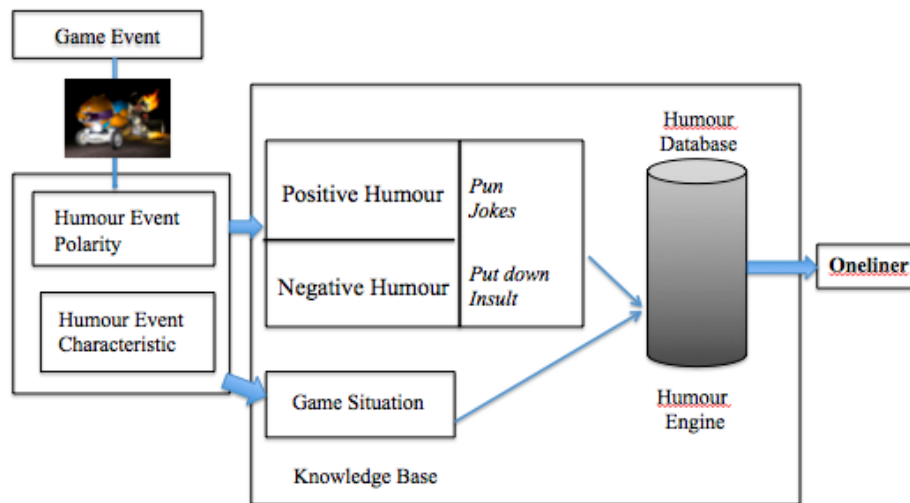 Game Event
Humour Event
Polarity
Humour Event
Characteristic
Positive Humour
Pun
Jokes
Negative Humour
Put down
Insult
Game Situation
Knowledge Base
Humour
Database
Humour
Engine
Oneliner